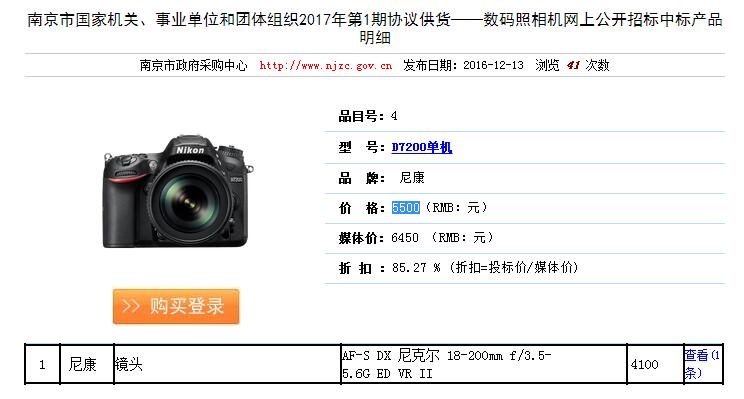 南京市国家机关、事业单位和团体组织2017年第1期协议供货——数码照相机网上公开招标中标产品
明细
南京市政府采购中心 http://www.njzc.gov.cn 发布日期：2016-12-13 浏览 41 次数
品目号：4
型 号：D7200单机
品 牌： 尼康
价 格：5500（RMB：元）
媒体价：6450 （RMB：元）
折 扣：85.27 %（折扣=投标价/媒体价）
Nikon
D7200
>> 购买登录
1 尼康 镜头 AF-S DX 尼克尔 18-200mm f/3.5- 4100 查看(1
5.6G ED VR II 条）